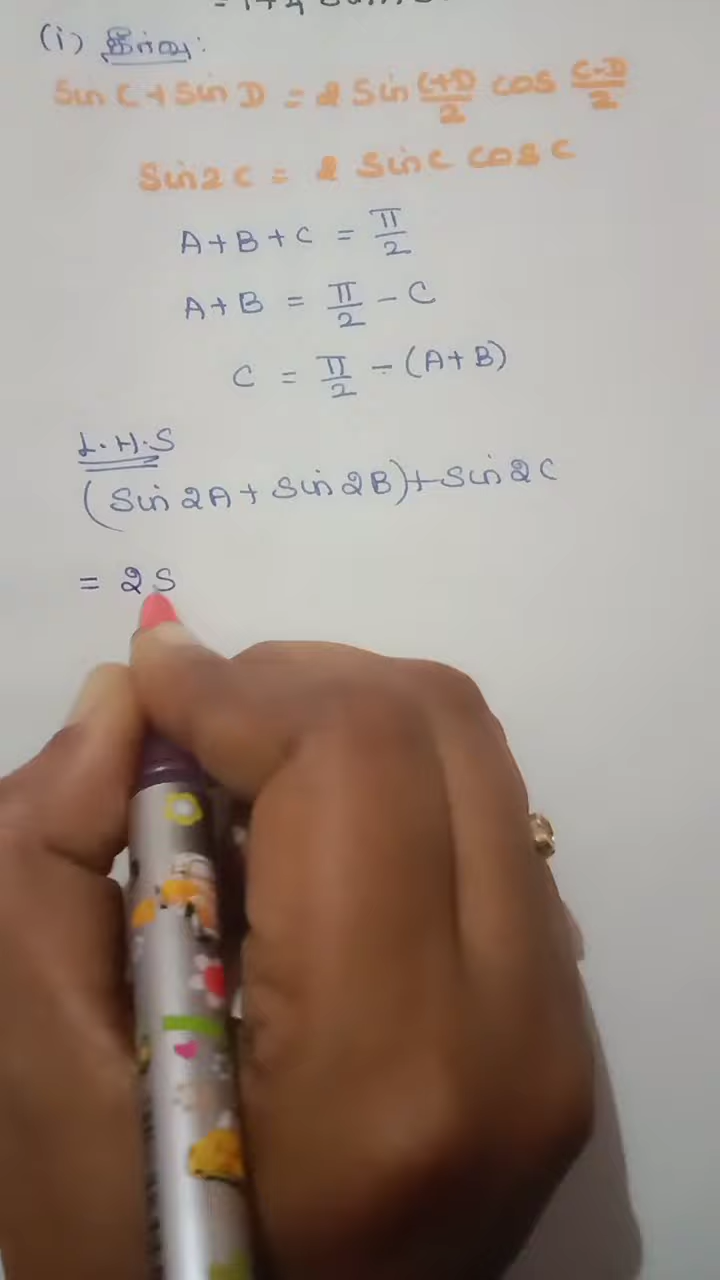 (i) தீர்வு:
Sin C + Sin D = 2 Sin (C+D)/2 cos (C-D)/2
Sin 2C = 2 Sin C cos C
A + B + C = π/2
A + B = π/2 - C
C = π/2 - (A + B)
L.H.S
(Sin 2A + Sin 2B) + Sin 2C
= 2 S